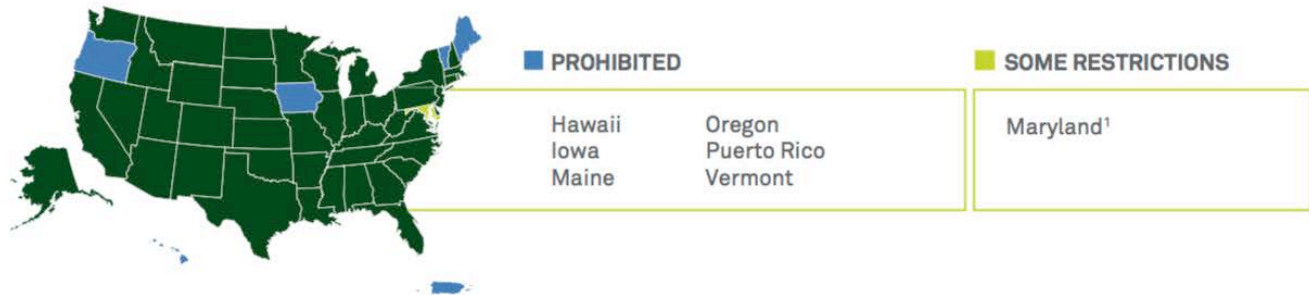 PROHIBITED
Hawaii
Iowa
Maine
Oregon
Puerto Rico
Vermont
SOME RESTRICTIONS
Maryland¹